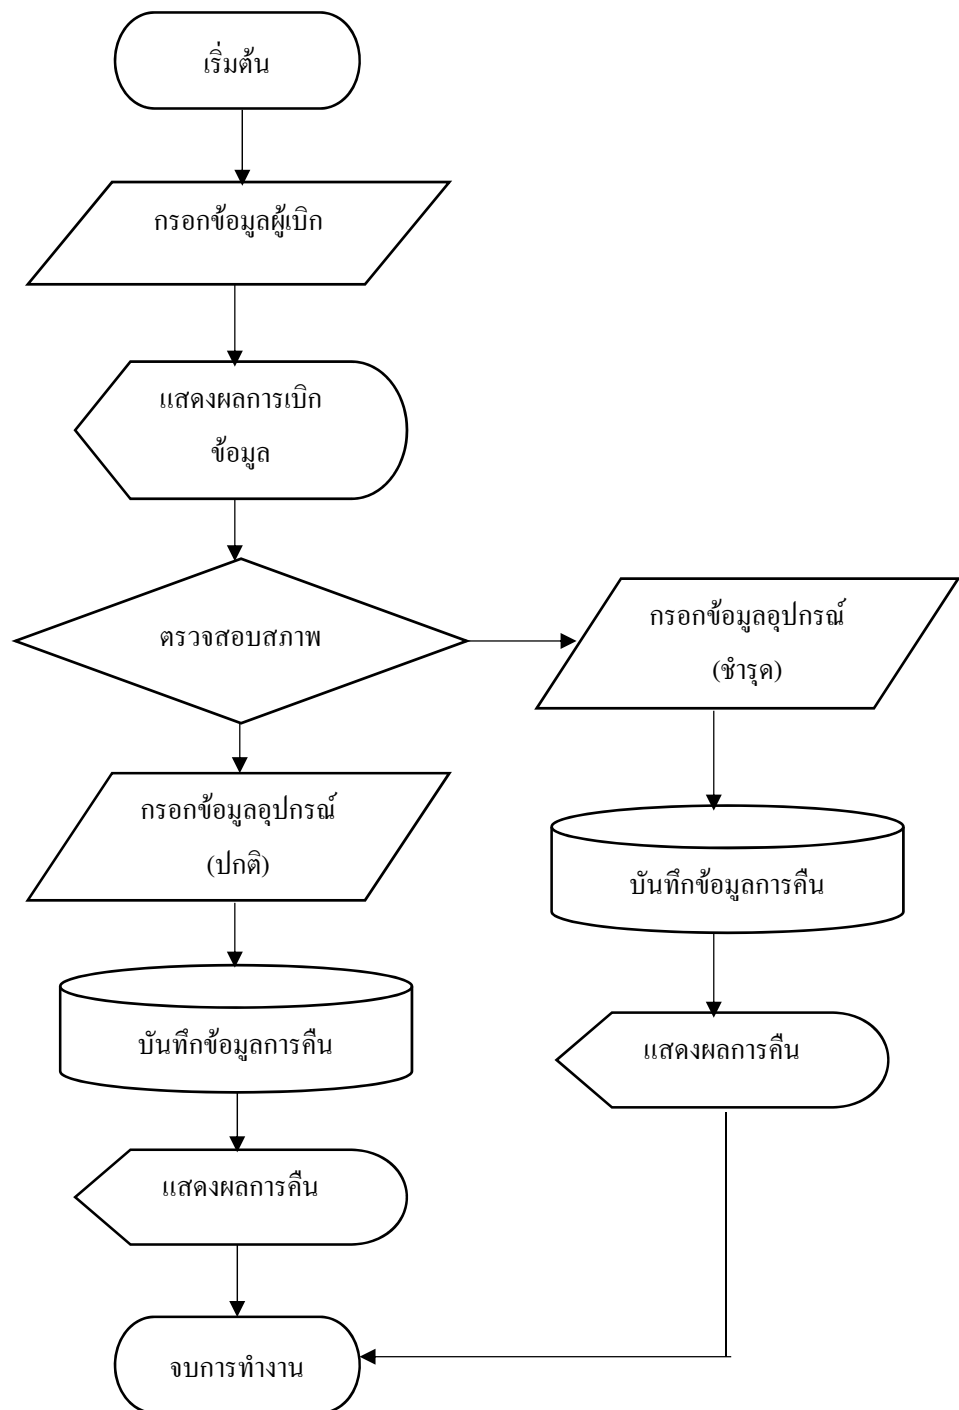 เริ่มต้น
กรอกข้อมูลผู้เบิก
แสดงผลการเบิก
ข้อมูล
ตรวจสอบสภาพ
กรอกข้อมูลอุปกรณ์
(ชำรุด)
กรอกข้อมูลอุปกรณ์
(ปกติ)
บันทึกข้อมูลการคืน
บันทึกข้อมูลการคืน
แสดงผลการคืน
แสดงผลการคืน
จบการทำงาน